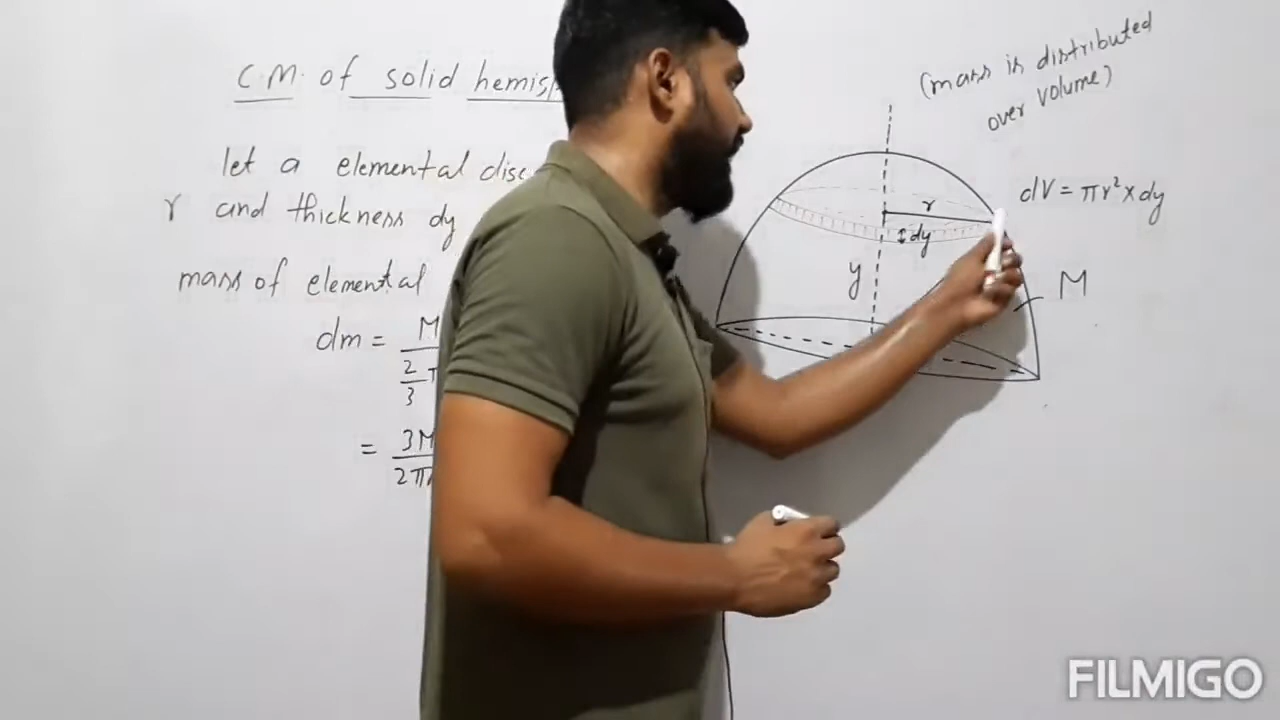 C.M. of solid hemisp
let a elemental disc
r and thickness dy
mass of elemental
dm = M
2/3 π
= 3M
2π
(mass is distributed
over volume)
dV = πr² x dy
r
dy
y
M
FILMIGO